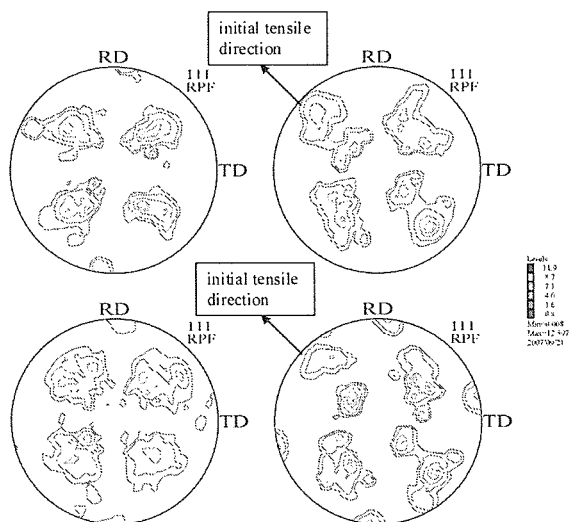 initial tensile
direction
RD
RD
111
RPF
111
RPF
TD
TD
initial tensile
direction
Levels
RD
RD
111
RPF
111
RPF
TD
TD